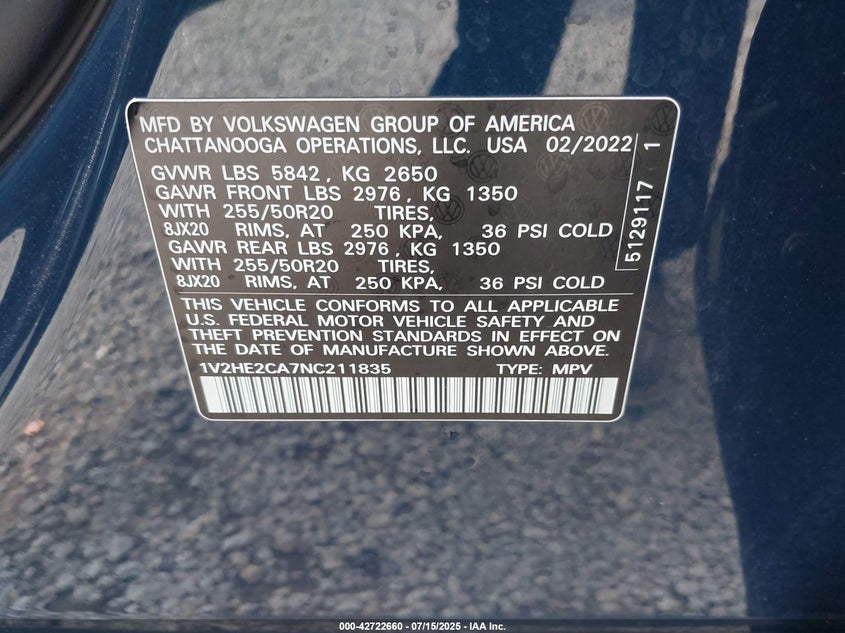 MFD BY VOLKSWAGEN GROUP OF AMERICA
CHATTANOOGA OPERATIONS, LLC. USA 02/2022
GVWR LBS 5842, KG 2650
GAWR FRONT LBS 2976, KG 1350
WITH 255/50R20 TIRES,
8JX20 RIMS, AT 250 KPA, 36 PSI COLD
GAWR REAR LBS 2976, KG 1350
WITH 255/50R20 TIRES,
8JX20 RIMS, AT 250 KPA, 36 PSI COLD
THIS VEHICLE CONFORMS TO ALL APPLICABLE
U.S. FEDERAL MOTOR VEHICLE SAFETY AND
THEFT PREVENTION STANDARDS IN EFFECT ON
THE DATE OF MANUFACTURE SHOWN ABOVE.
1V2HE2CA7NC211835 TYPE: MPV
5129117 1
000-42722660 - 07/15/2025 - IAA Inc.